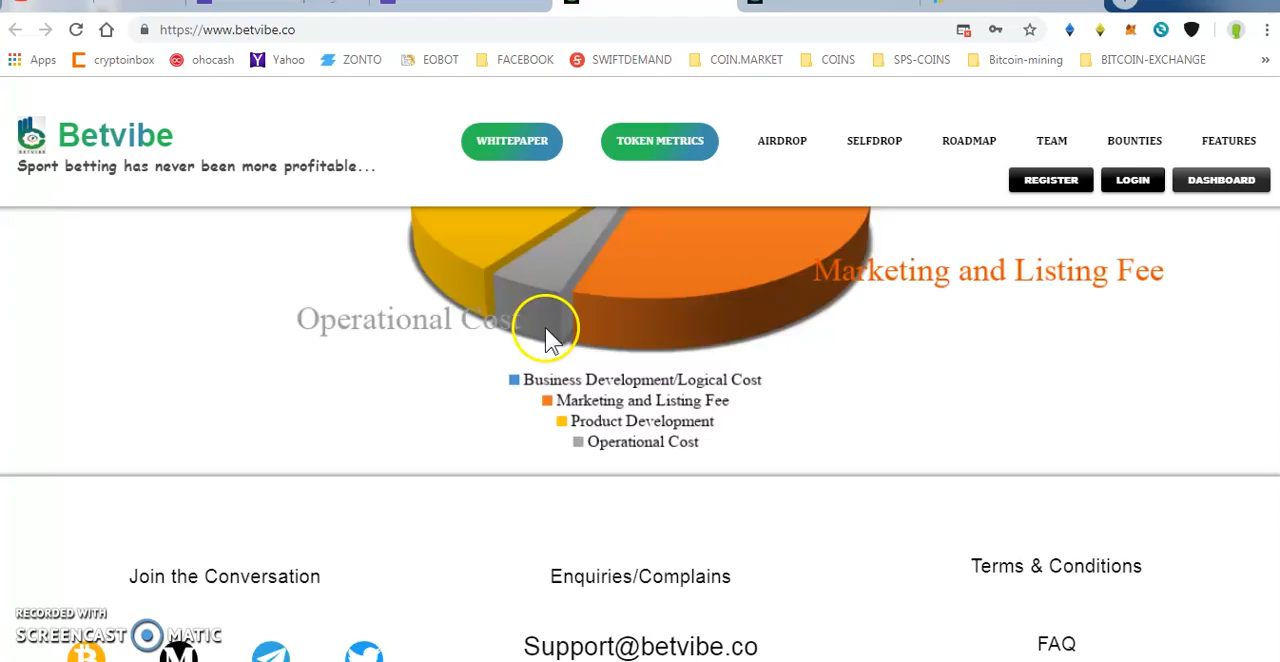 https://www.betvibe.co
Apps cryptoinbox ohocash Yahoo ZONTO EOBOT FACEBOOK SWIFTDEMAND COIN.MARKET COINS SPS-COINS Bitcoin-mining BITCOIN-EXCHANGE »
Betvibe
Sport betting has never been more profitable...
WHITEPAPER TOKEN METRICS AIRDROP SELFDROP ROADMAP TEAM BOUNTIES FEATURES
REGISTER LOGIN DASHBOARD
Marketing and Listing Fee
Operational Cost
Business Development/Logical Cost
Marketing and Listing Fee
Product Development
Operational Cost
Join the Conversation
Enquiries/Complains
Terms & Conditions
Support@betvibe.co
FAQ
RECORDED WITH
SCREENCAST MATIC